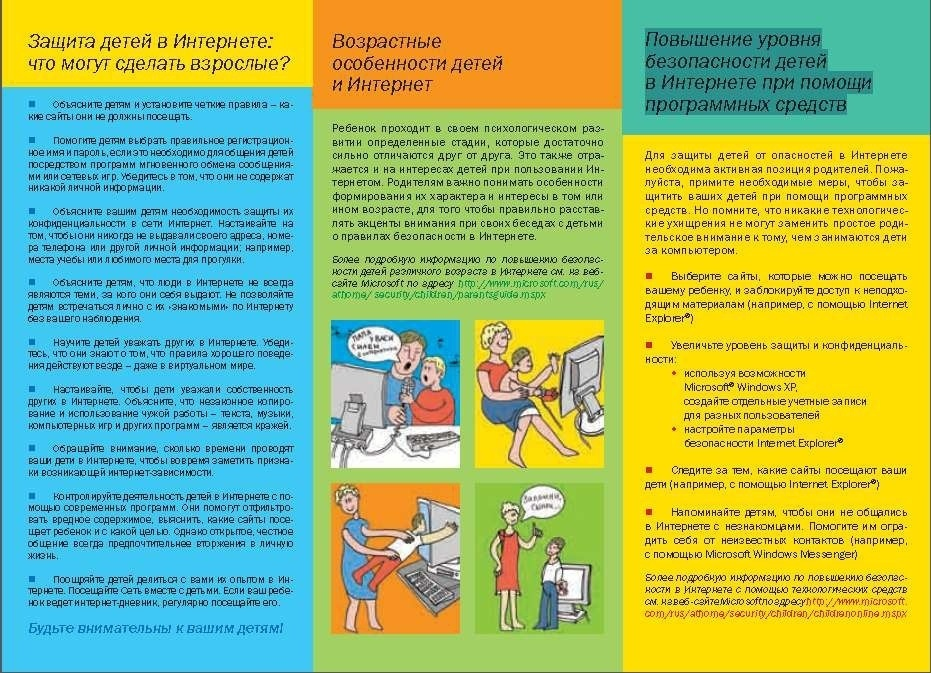 Защита детей в Интернете:
что могут сделать взрослые?
Объясните детям и установите четкие правила – ка-
кие сайты они не должны посещать.
Помогите детям выбрать правильное регистрацион-
ное имя и пароль, если это необходимо для общения детей
посредством программ мгновенного обмена сообщения-
ми или сетевых игр. Убедитесь в том, что они не содержат
никакой личной информации.
Объясните вашим детям необходимость защиты их
конфиденциальности в сети Интернет. Настаивайте на
том, чтобы они никогда не выдавали своего адреса, номе-
ра телефона или другой личной информации; например,
места учебы или любимого места для прогулки.
Объясните детям, что люди в Интернете не всегда
являются теми, за кого они себя выдают. Не позволяйте
детям встречаться лично с их «знакомыми» по Интернету
без вашего наблюдения.
Научите детей уважать других в Интернете. Убеди-
тесь, что они знают о том, что правила хорошего поведе-
ния действуют везде – даже в виртуальном мире.
Настаивайте, чтобы дети уважали собственность
других в Интернете. Объясните, что незаконное копиро-
вание и использование чужой работы – текста, музыки,
компьютерных игр и других программ – является кражей.
Обращайте внимание, сколько времени проводят
ваши дети в Интернете, чтобы вовремя заметить призна-
ки возникающей интернет-зависимости.
Контролируйте деятельность детей в Интернете с по-
мощью современных программ. Они помогут отфильтро-
вать вредное содержимое, выяснить, какие сайты посе-
щает ребенок и с какой целью. Однако открытое, честное
общение всегда предпочтительнее вторжения в личную
жизнь.
Поощряйте детей делиться с вами их опытом в Ин-
тернете. Посещайте Сеть вместе с детьми. Если ваш ребе-
нок ведет интернет-дневник, регулярно посещайте его.
Будьте внимательны к вашим детям!
Возрастные
особенности детей
и Интернет
Ребенок проходит в своем психологическом раз-
витии определенные стадии, которые достаточно
сильно отличаются друг от друга. Это также отра-
жается и на интересах детей при пользовании Ин-
тернетом. Родителям важно понимать особенности
формирования их характера и интересы в том или
ином возрасте, для того чтобы правильно расстав-
лять акценты внимания при своих беседах с детьми
о правилах безопасности в Интернете.
Более подробную информацию по повышению безопас-
ности детей различного возраста в Интернете см. на веб-
сайте Microsoft по адресу http://www.microsoft.com/rus/
athome/ security/children/parentsguide.mspx
ПАПА
У ВАСИ
СИЛЬВЫ
В интернете
Запомни,
сынок...
Повышение уровня
безопасности детей
в Интернете при помощи
программных средств
Для защиты детей от опасностей в Интернете
необходима активная позиция родителей. Пожа-
луйста, примите необходимые меры, чтобы за-
щитить ваших детей при помощи программных
средств. Но помните, что никакие технологичес-
кие ухищрения не могут заменить простое роди-
тельское внимание к тому, чем занимаются дети
за компьютером.
Выберите сайты, которые можно посещать
вашему ребенку, и заблокируйте доступ к неподхо-
дящим материалам (например, с помощью Internet
Explorer®)
Увеличьте уровень защиты и конфиденциаль-
ности:
• используя возможности
Microsoft® Windows XP,
создайте отдельные учетные записи
для разных пользователей
• настройте параметры
безопасности Internet Explorer®
Следите за тем, какие сайты посещают ваши
дети (например, с помощью Internet Explorer®)
Напоминайте детям, чтобы они не общались
в Интернете с незнакомцами. Помогите им огра-
дить себя от неизвестных контактов (например,
с помощью Microsoft Windows Messenger)
Более подробную информацию по повышению безопас-
ности в Интернете с помощью технологических средств
см. на веб-сайте Microsoft по адресу http://www.microsoft.
com/rus/athome/security/children/childrenonline.mspx